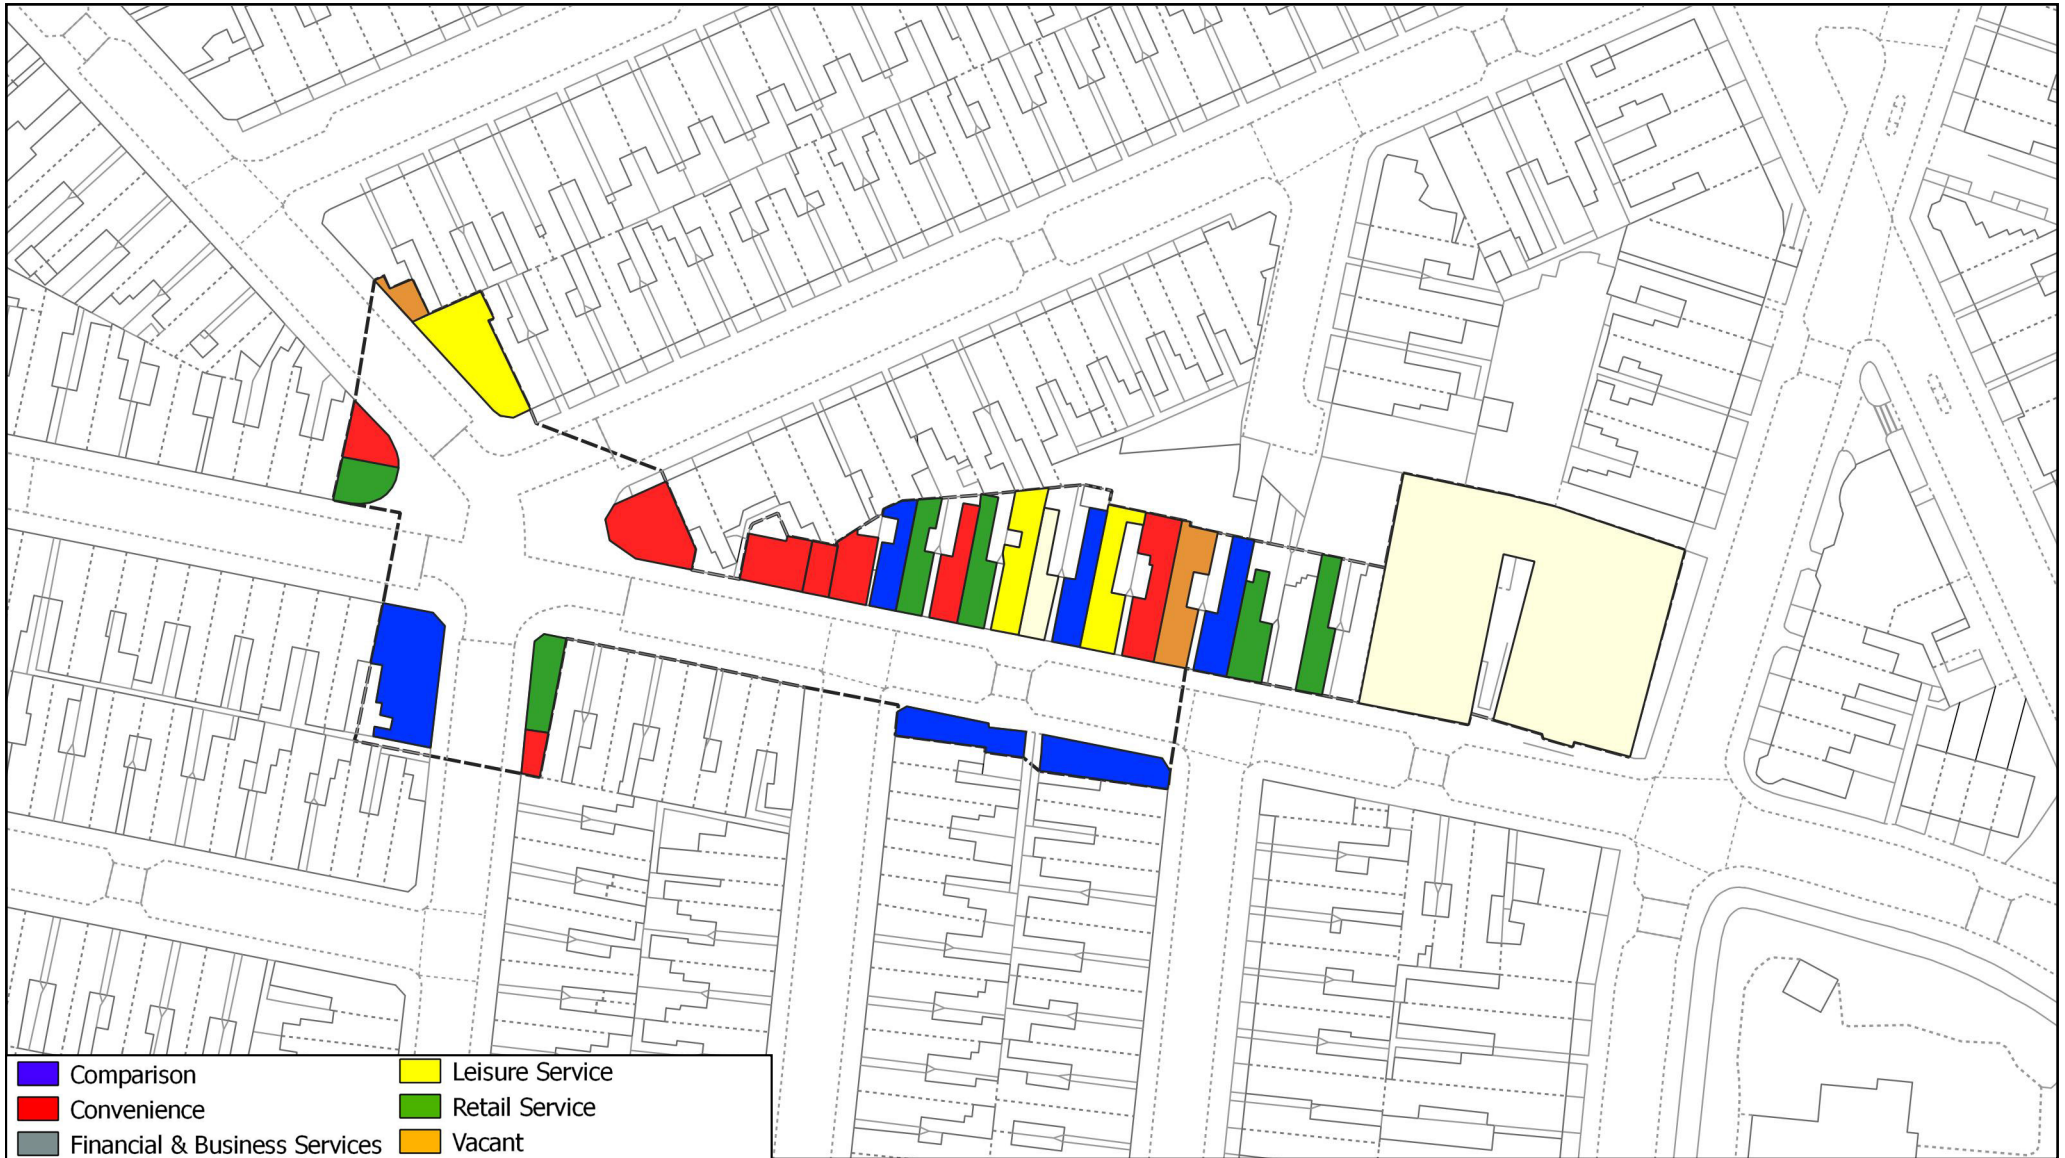 Comparison
Convenience
Financial & Business Services
Leisure Service
Retail Service
Vacant